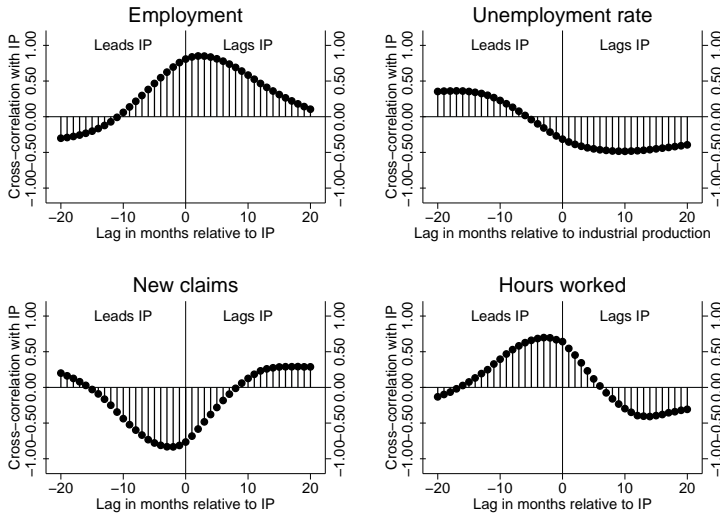 Employment
Leads IP Lags IP
Cross-correlation with IP
−1.00 −0.50 0.00 0.50 1.00
−1.00 −0.50 0.00 0.50 1.00
−20 −10 0 10 20
Lag in months relative to IP
Unemployment rate
Leads IP Lags IP
Cross-correlation with IP
−1.00 −0.50 0.00 0.50 1.00
−1.00 −0.50 0.00 0.50 1.00
−20 −10 0 10 20
Lag in months relative to industrial production
New claims
Leads IP Lags IP
Cross-correlation with IP
−1.00 −0.50 0.00 0.50 1.00
−1.00 −0.50 0.00 0.50 1.00
−20 −10 0 10 20
Lag in months relative to IP
Hours worked
Leads IP Lags IP
Cross-correlation with IP
−1.00 −0.50 0.00 0.50 1.00
−1.00 −0.50 0.00 0.50 1.00
−20 −10 0 10 20
Lag in months relative to IP